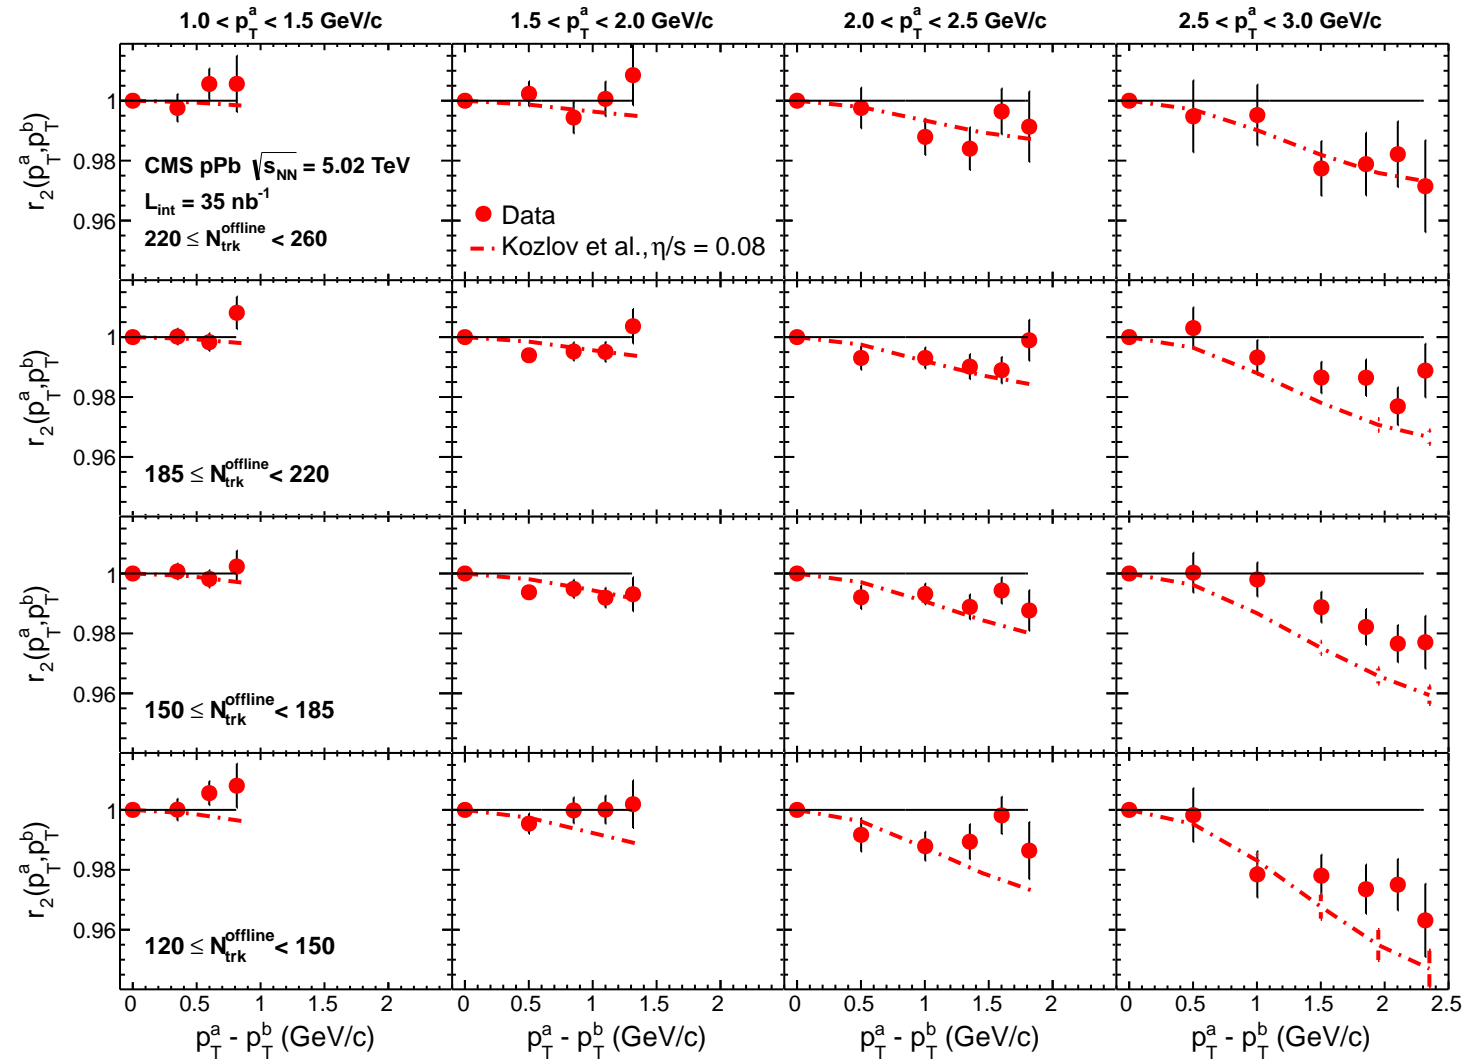 1.0 < p_T^a < 1.5 GeV/c
1.5 < p_T^a < 2.0 GeV/c
2.0 < p_T^a < 2.5 GeV/c
2.5 < p_T^a < 3.0 GeV/c
r_2(p_T^a,p_T^b)
1
0.98
0.96
CMS pPb √s_NN = 5.02 TeV
L_int = 35 nb^-1
220 ≤ N_trk^offline < 260
Data
Kozlov et al., η/s = 0.08
r_2(p_T^a,p_T^b)
1
0.98
0.96
185 ≤ N_trk^offline < 220
r_2(p_T^a,p_T^b)
1
0.98
0.96
150 ≤ N_trk^offline < 185
r_2(p_T^a,p_T^b)
1
0.98
0.96
120 ≤ N_trk^offline < 150
0 0.5 1 1.5 2
0 0.5 1 1.5 2
0 0.5 1 1.5 2
0 0.5 1 1.5 2 2.5
p_T^a - p_T^b (GeV/c)
p_T^a - p_T^b (GeV/c)
p_T^a - p_T^b (GeV/c)
p_T^a - p_T^b (GeV/c)